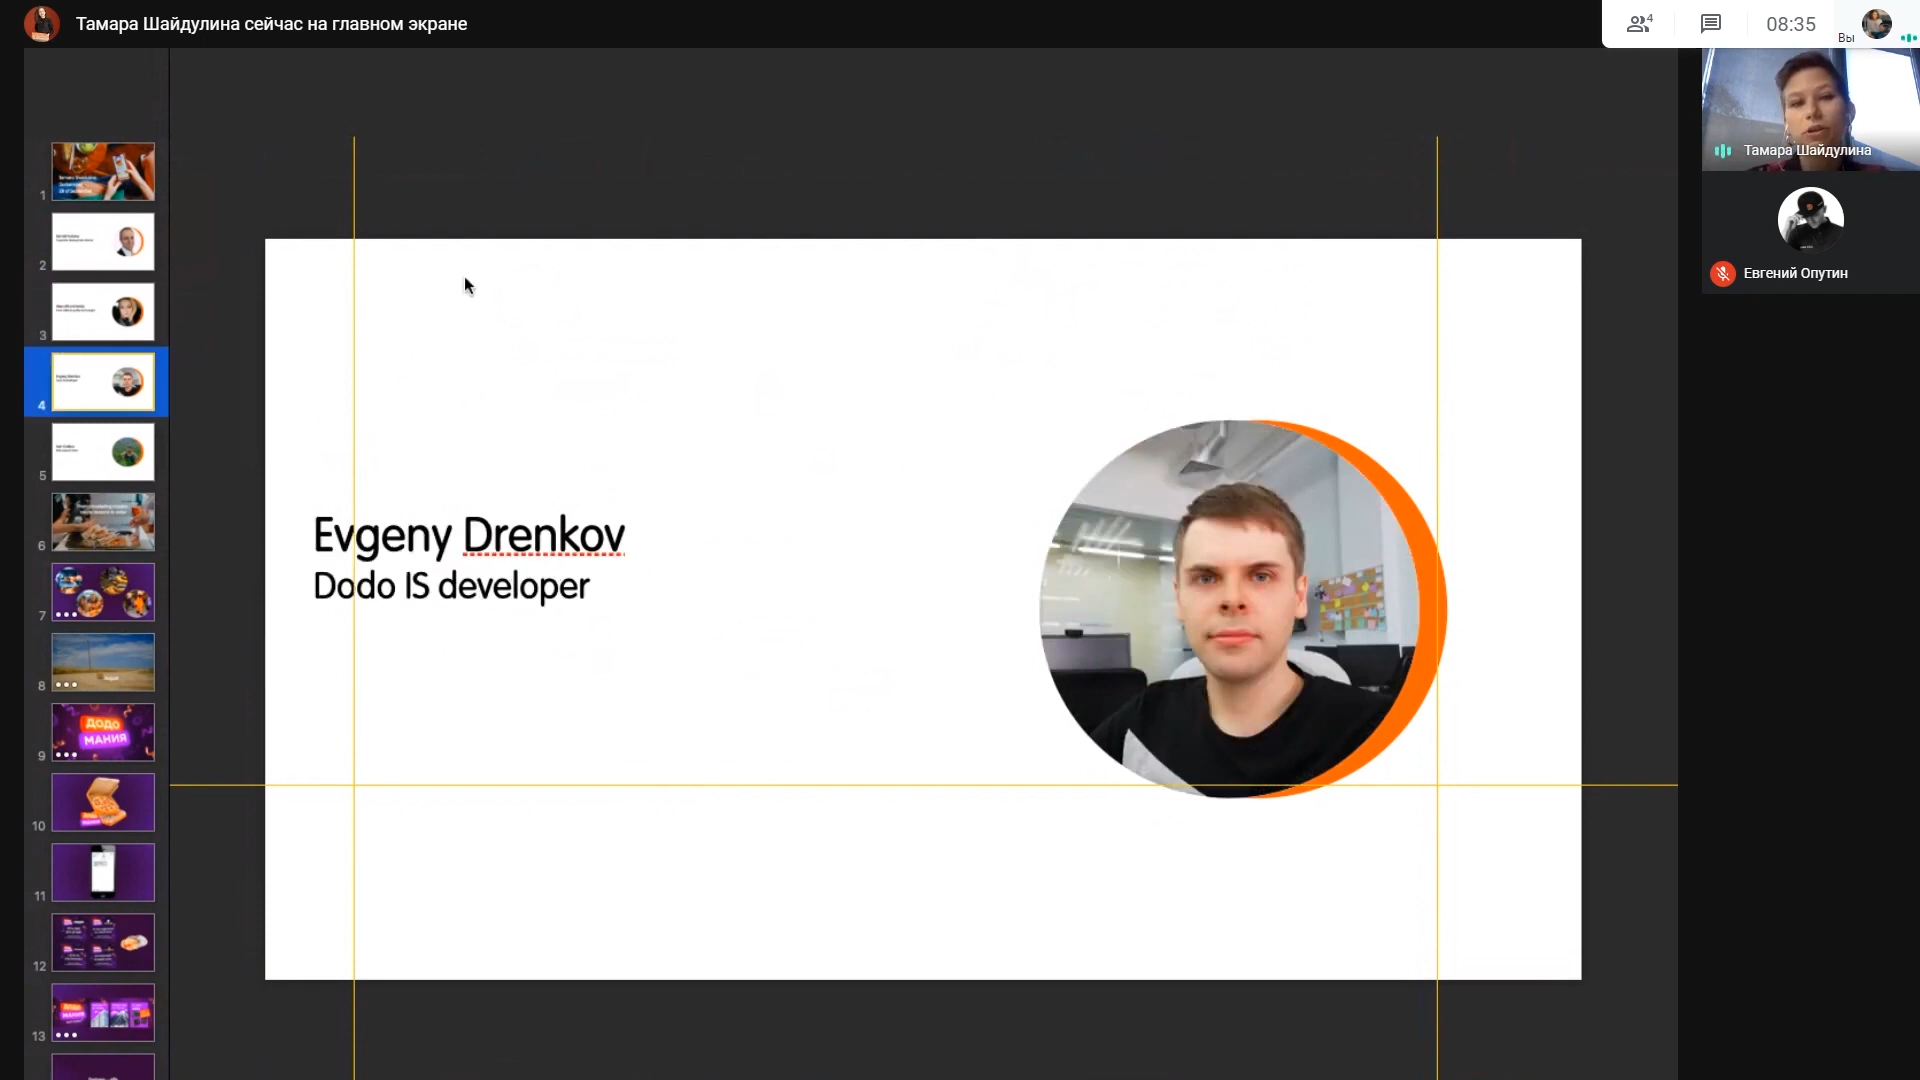 Тамара Шайдулина сейчас на главном экране
4
08:35
Вы
Тамара Шайдулина
Евгений Опутин
Evgeny Drenkov
Dodo IS developer
1
2
3
4
5
6
7
8
9
ДОДО
МАНИЯ
10
11
12
13